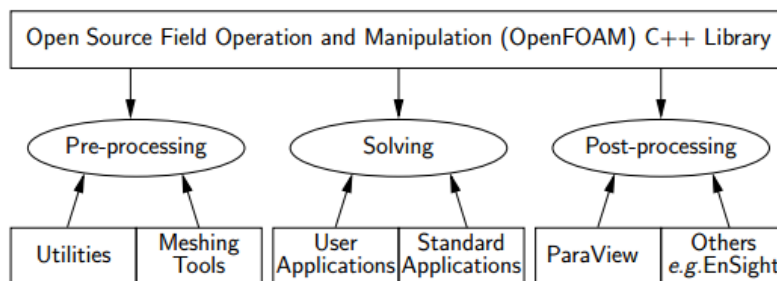 Open Source Field Operation and Manipulation (OpenFOAM) C++ Library
Pre-processing
Solving
Post-processing
Utilities
Meshing
Tools
User
Applications
Standard
Applications
ParaView
Others
e.g.EnSight